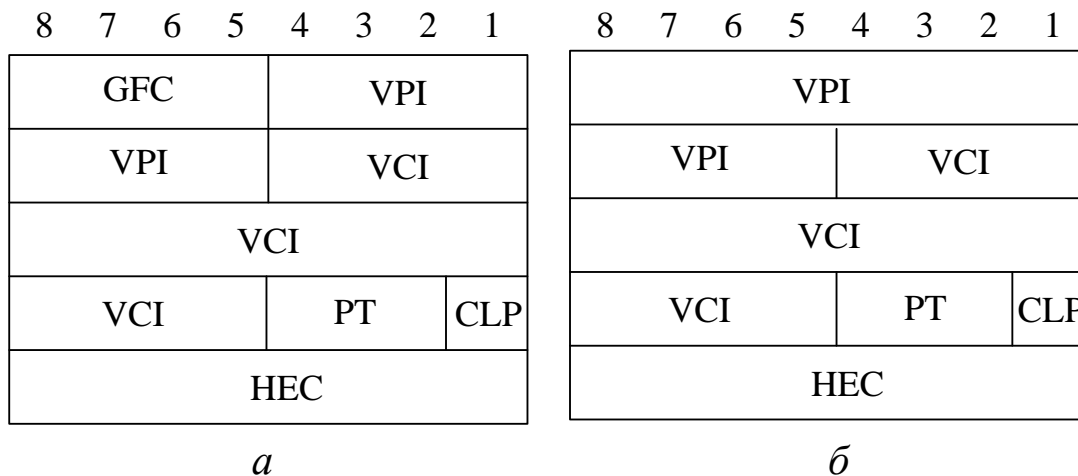 8 7 6 5 4 3 2 1
GFC VPI
VPI VCI
VCI
VCI PT CLP
HEC
а
8 7 6 5 4 3 2 1
VPI
VPI VCI
VCI
VCI PT CLP
HEC
б